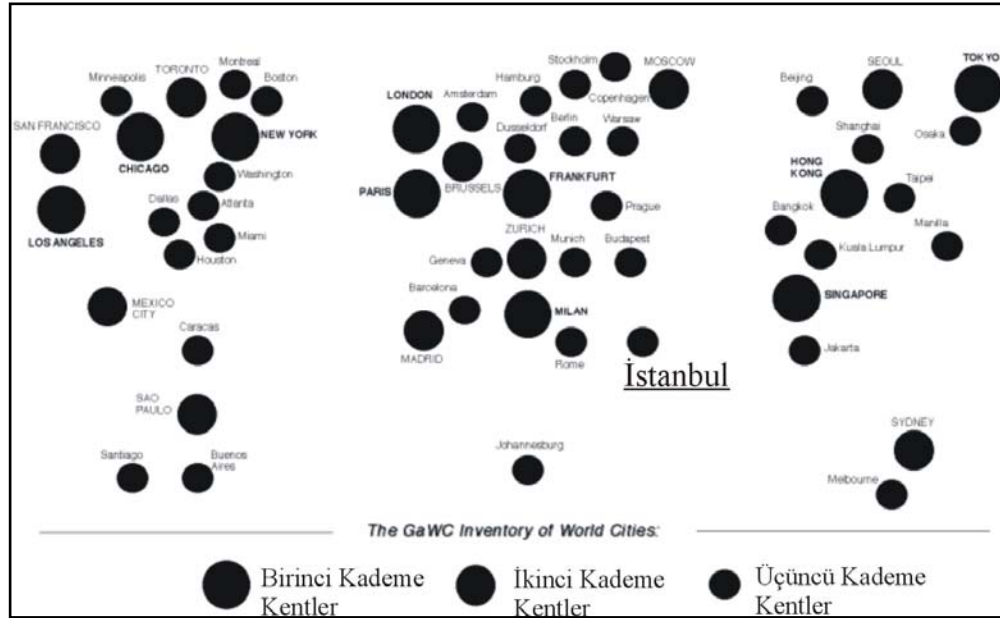 Minneapolis
TORONTO
Montreal
Boston
SAN FRANCISCO
CHICAGO
NEW YORK
Washington
Dallas
Atlanta
LOS ANGELES
Miami
Houston
MEXICO
CITY
Caracas
SAO
PAULO
Santiago
Buenos
Aires
Stockholm
MOSCOW
Hamburg
Copenhagen
LONDON
Amsterdam
Dusseldorf
Berlin
Warsaw
PARIS
BRUSSELS
FRANKFURT
Prague
ZURICH
Geneva
Munich
Budapest
Barcelona
MILAN
MADRID
Rome
İstanbul
Johannesburg
TOKYO
Beijing
SEOUL
Shanghai
Osaka
HONG
KONG
Taipei
Bangkok
Manilla
Kuala Lumpur
SINGAPORE
Jakarta
SYDNEY
Melbourne
The GaWC Inventory of World Cities:
Birinci Kademe
Kentler
İkinci Kademe
Kentler
Üçüncü Kademe
Kentler